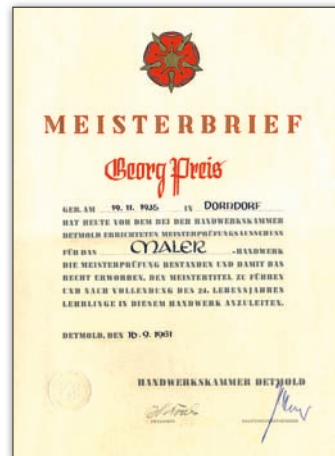 MEISTERBRIEF
Georg Preis
GEB. AM 19. 11. 1935 IN DORNDORF
HAT HEUTE VOR DEM BEI DER HANDWERKSKAMMER
DETMOLD ERRICHTETEN MEISTERPRÜFUNGSAUSSCHUSS
FÜR DAS MALER -HANDWERK
DIE MEISTERPRÜFUNG BESTANDEN UND DAMIT DAS
RECHT ERWORBEN, DEN MEISTERTITEL ZU FÜHREN
UND NACH VOLLENDUNG DES 24. LEBENSJAHRES
LEHRLINGE IN DIESEM HANDWERK ANZULEITEN.
DETMOLD, DEN 16. 9. 1961
HANDWERKSKAMMER DETMOLD